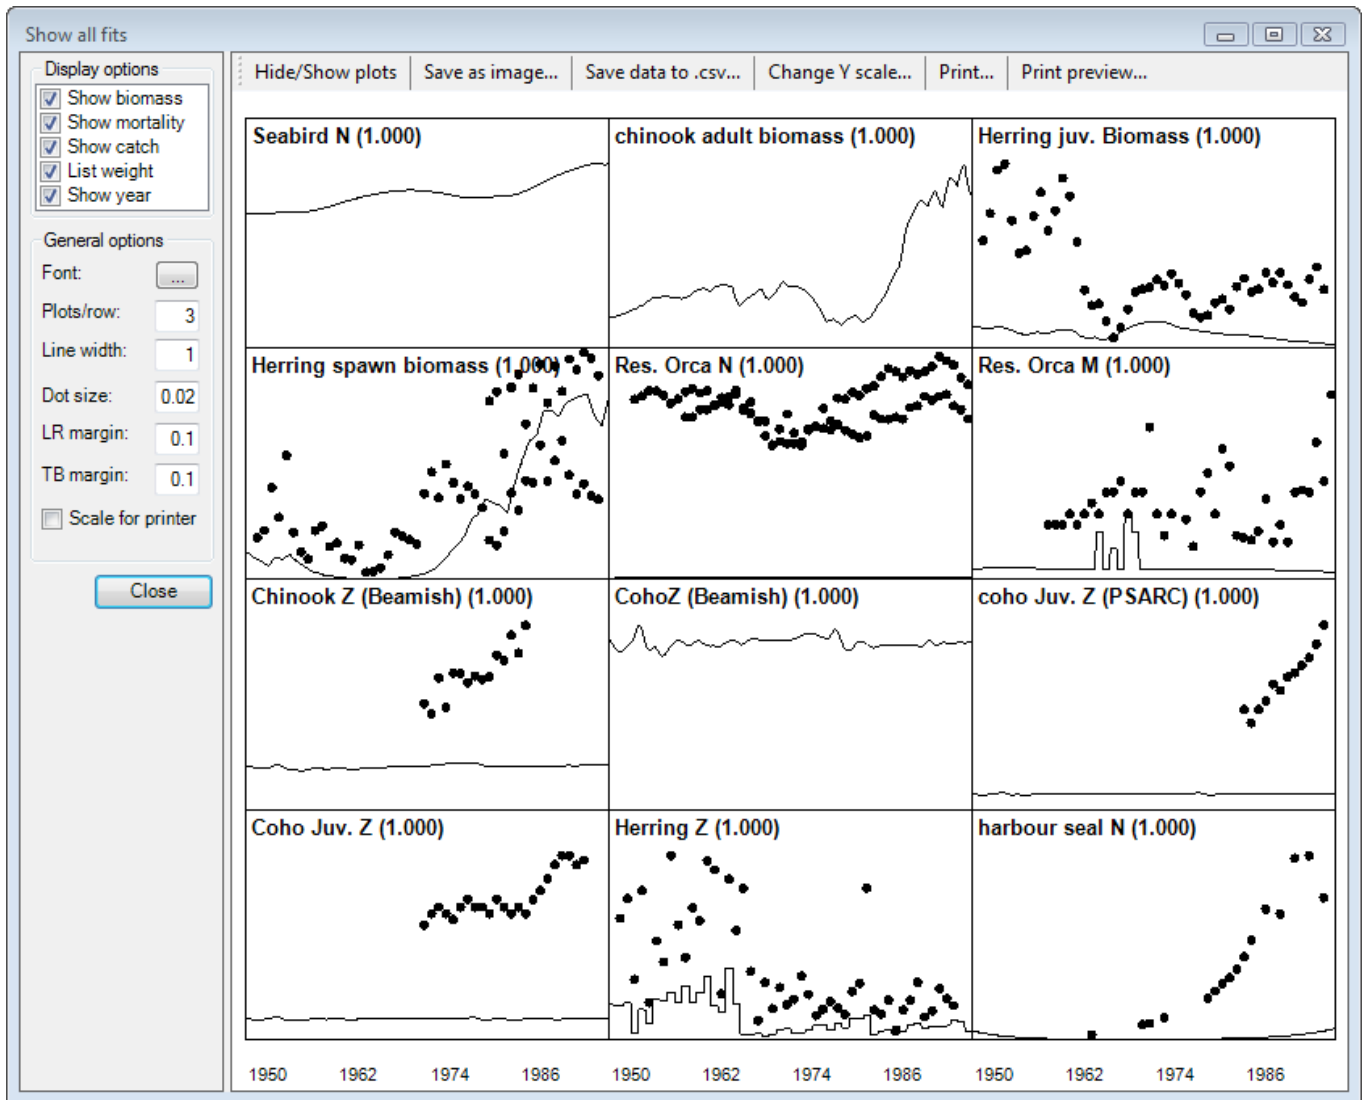 Show all fits
Display options
Show biomass
Show mortality
Show catch
List weight
Show year
General options
Font: ...
Plots/row: 3
Line width: 1
Dot size: 0.02
LR margin: 0.1
TB margin: 0.1
Scale for printer
Close
Hide/Show plots Save as image... Save data to .csv... Change Y scale... Print... Print preview...
Seabird N (1.000) chinook adult biomass (1.000) Herring juv. Biomass (1.000)
Herring spawn biomass (1.000) Res. Orca N (1.000) Res. Orca M (1.000)
Chinook Z (Beamish) (1.000) CohoZ (Beamish) (1.000) coho Juv. Z (PSARC) (1.000)
Coho Juv. Z (1.000) Herring Z (1.000) harbour seal N (1.000)
1950 1962 1974 1986 1950 1962 1974 1986 1950 1962 1974 1986